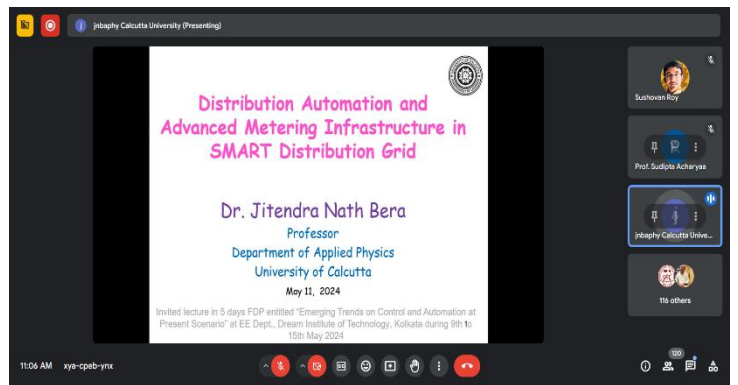 jnbaphy Calcutta University (Presenting)
Distribution Automation and
Advanced Metering Infrastructure in
SMART Distribution Grid
Dr. Jitendra Nath Bera
Professor
Department of Applied Physics
University of Calcutta
May 11, 2024
Invited lecture in 5 days FDP entitled "Emerging Trends on Control and Automation at
Present Scenario" at EE Dept., Dream Institute of Technology, Kolkata during 9th to
15th May 2024
Sushovan Roy
R
Prof. Sudipta Acharyaa
j
jnbaphy Calcutta Unive...
116 others
11:06 AM xya-cpeb-ynx
120